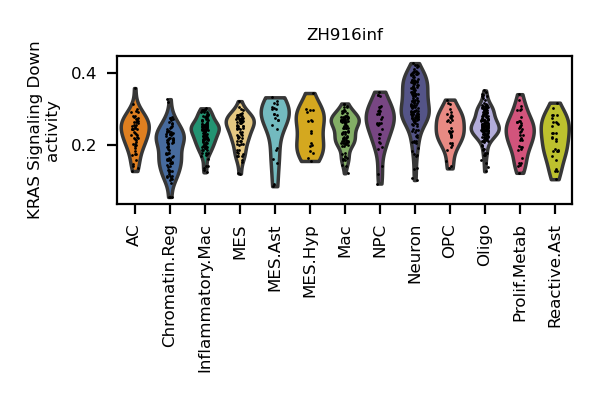 ZH916inf
KRAS Signaling Down
activity
0.4
0.2
AC
Chromatin.Reg
Inflammatory.Mac
MES
MES.Ast
MES.Hyp
Mac
NPC
Neuron
OPC
Oligo
Prolif.Metab
Reactive.Ast